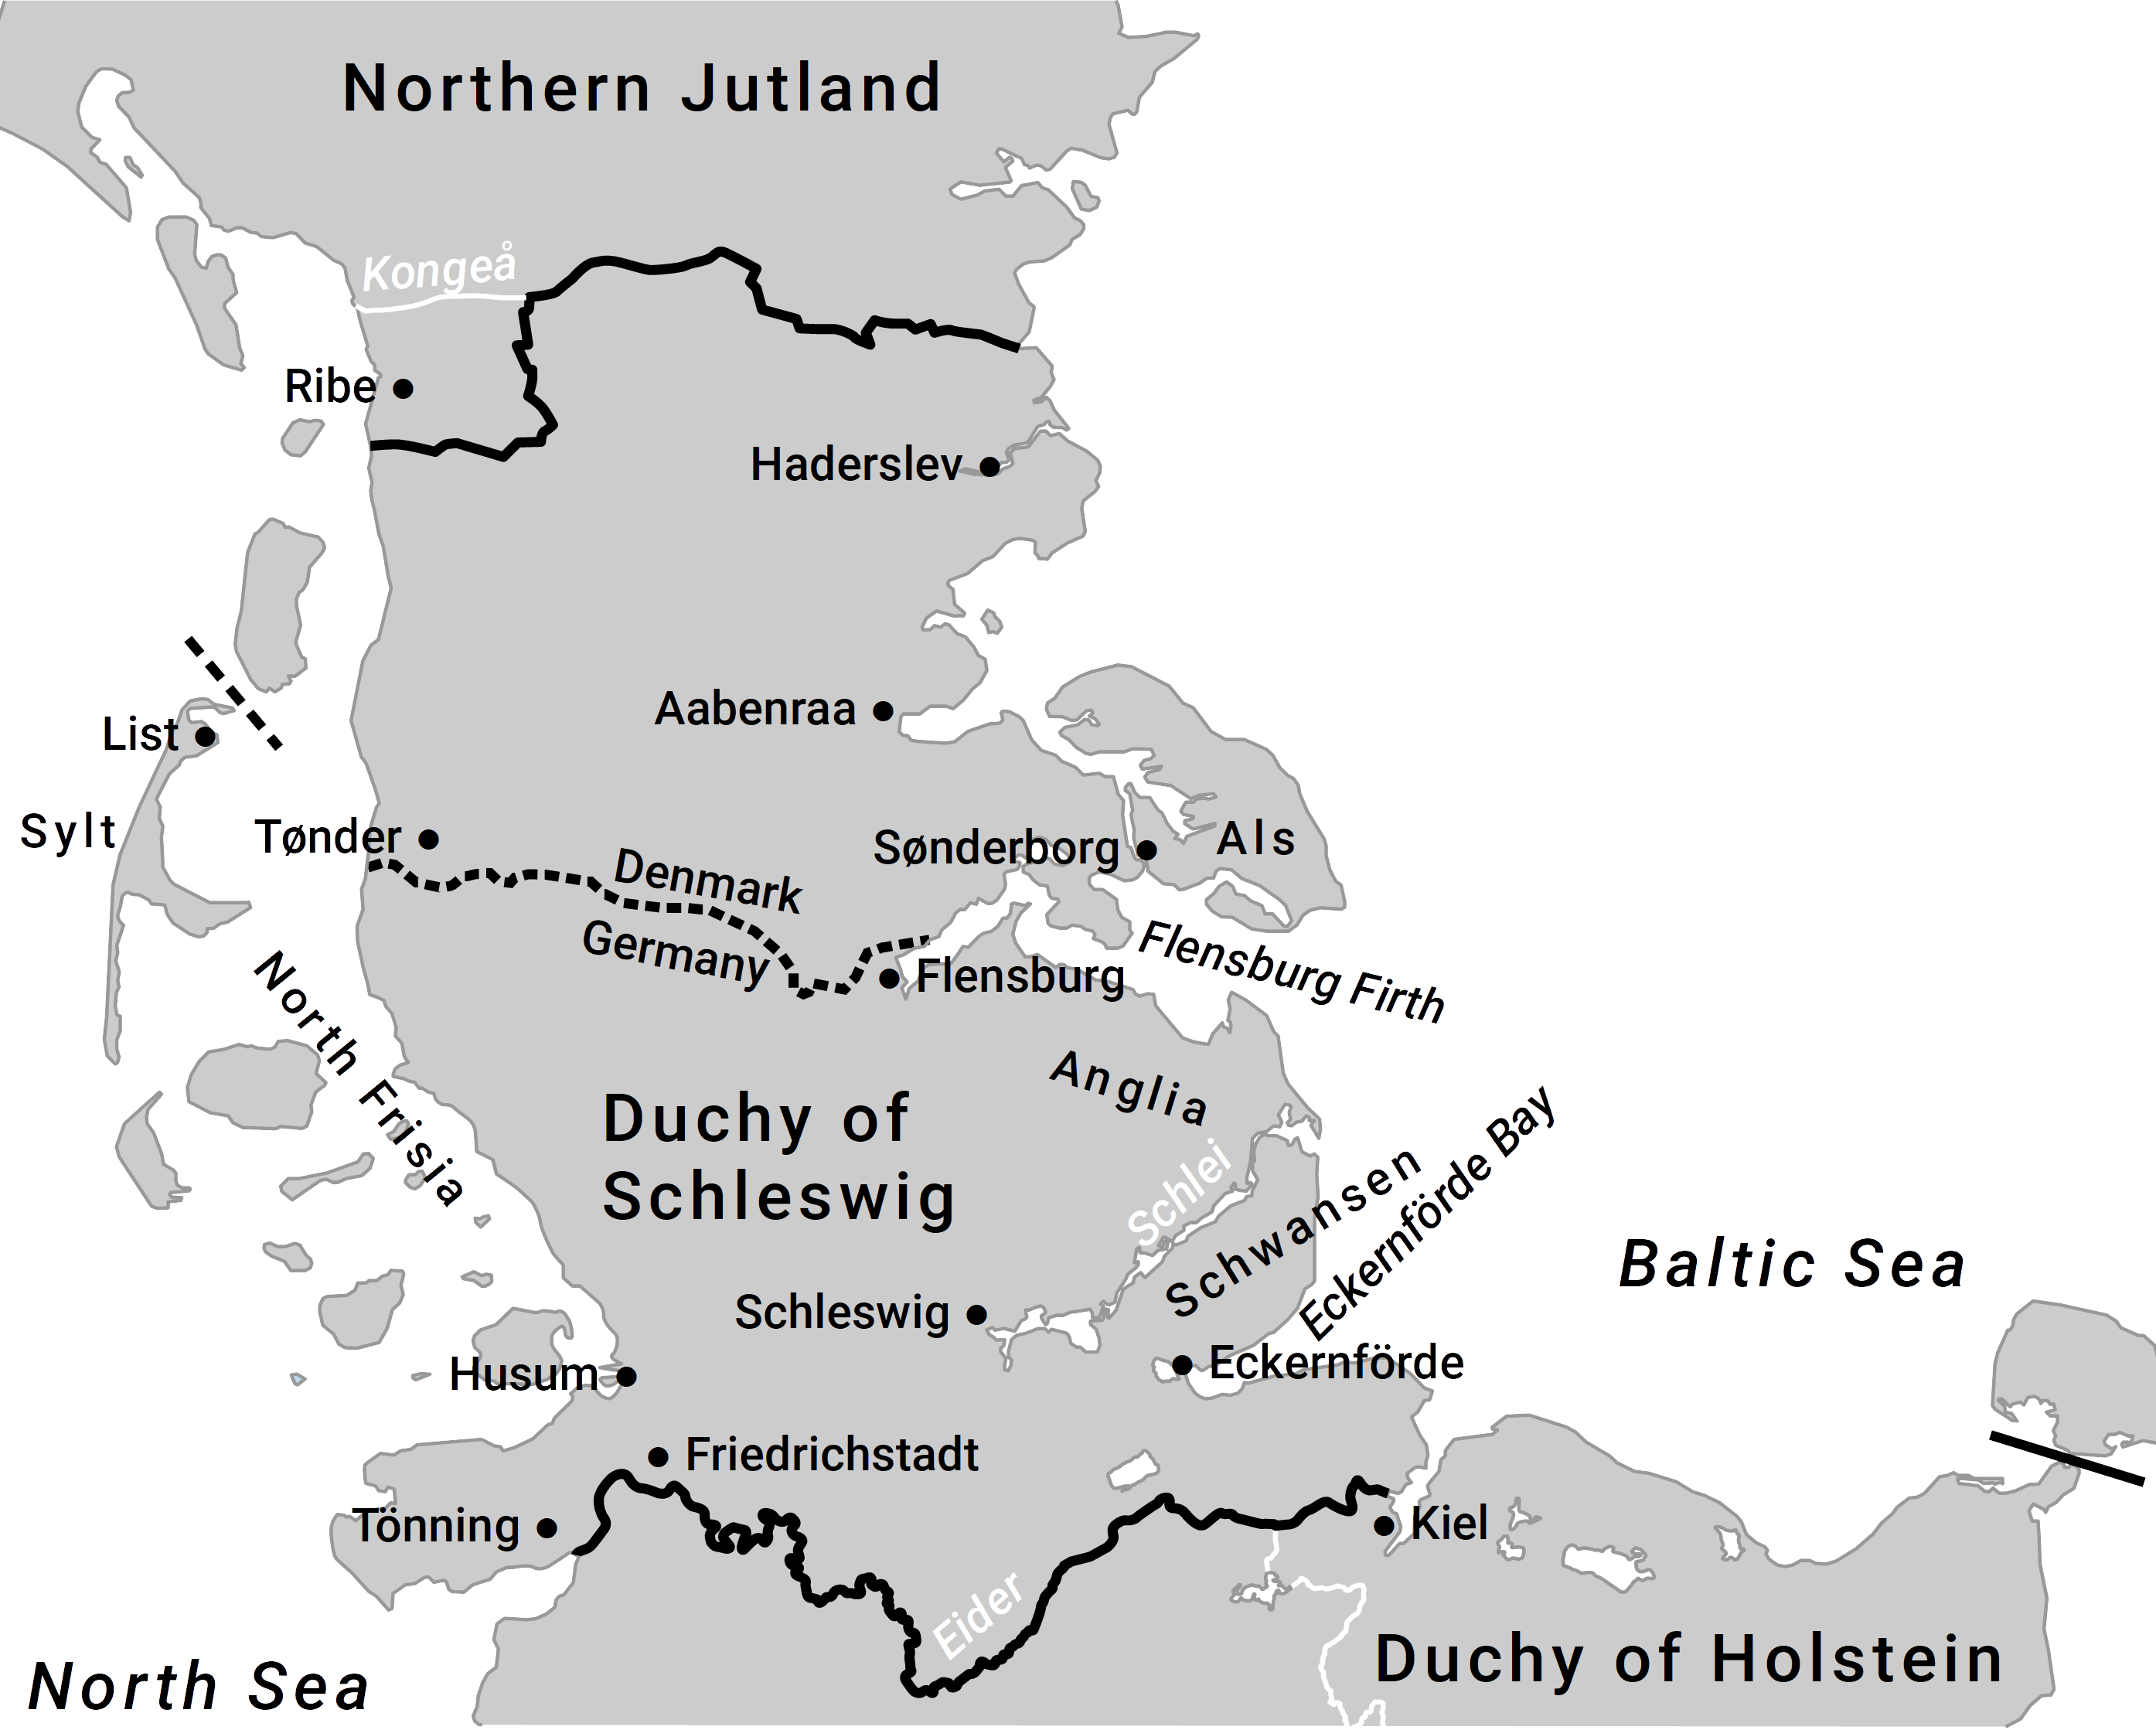 Northern Jutland
Kongeå
Ribe
Haderslev
Aabenraa
List
Sylt
Tønder
Sønderborg
Als
Denmark
Germany
Flensburg
Flensburg Firth
North Frisia
Anglia
Duchy of
Schleswig
Schlei
Schwansen
Eckernförde Bay
Baltic Sea
Schleswig
Eckernförde
Husum
Friedrichstadt
Tönning
Kiel
Eider
Duchy of Holstein
North Sea